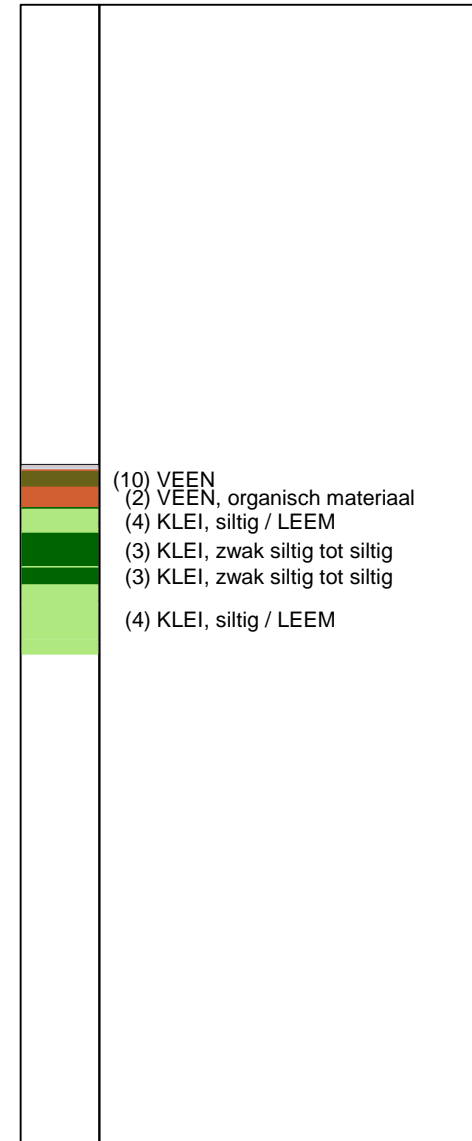 (10) VEEN
(2) VEEN, organisch materiaal
(4) KLEI, siltig / LEEM
(3) KLEI, zwak siltig tot siltig
(3) KLEI, zwak siltig tot siltig
(4) KLEI, siltig / LEEM